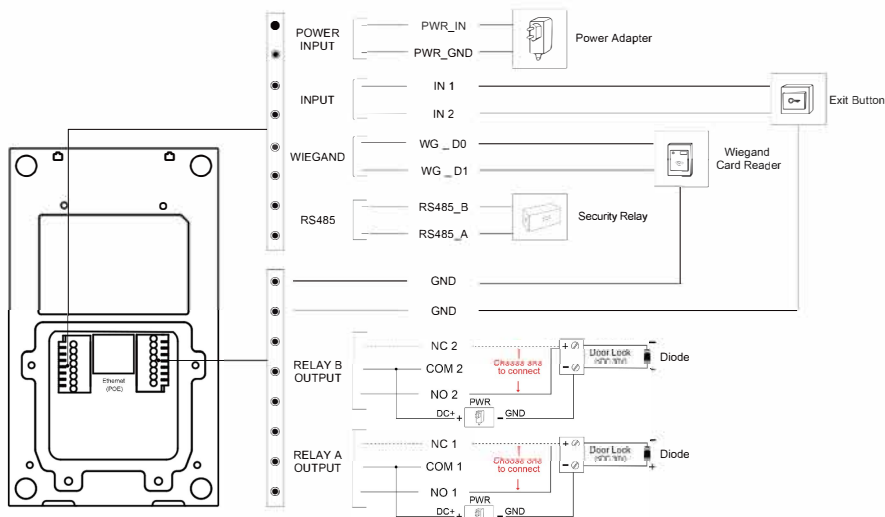 POWER
INPUT
PWR_IN
PWR_GND
Power Adapter
INPUT
IN 1
IN 2
Exit Button
WIEGAND
WG _ D0
WG _ D1
Wiegand
Card Reader
RS485
RS485_B
RS485_A
Security Relay
GND
GND
RELAY B
OUTPUT
NC 2
COM 2
NO 2
Choose one
to connect
PWR
DC+ + - GND
+
-
Door Lock
-
+
Diode
RELAY A
OUTPUT
NC 1
COM 1
NO 1
Choose one
to connect
PWR
DC+ + - GND
+
-
Door Lock
-
+
Diode
Ethernet
(POE)